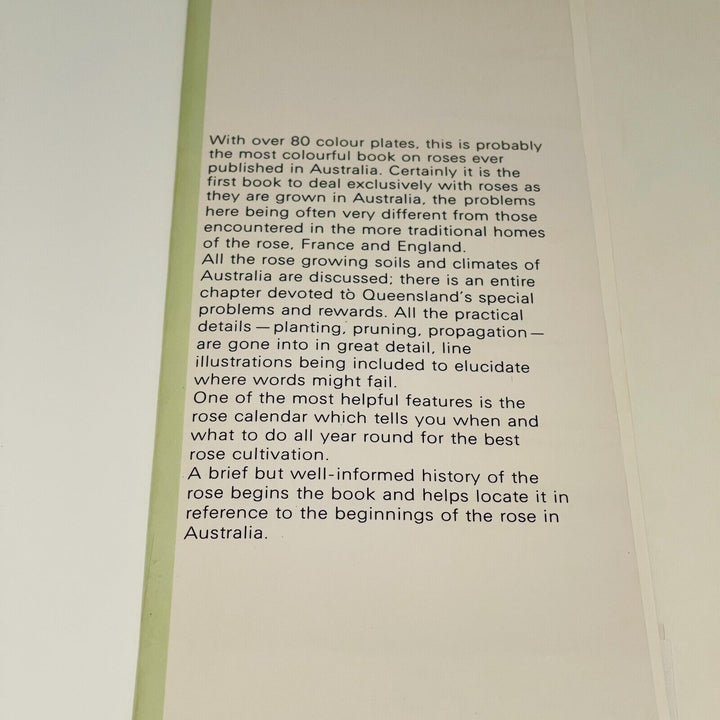 With over 80 colour plates, this is probably
the most colourful book on roses ever
published in Australia. Certainly it is the
first book to deal exclusively with roses as
they are grown in Australia, the problems
here being often very different from those
encountered in the more traditional homes
of the rose, France and England.
All the rose growing soils and climates of
Australia are discussed; there is an entire
chapter devoted to Queensland's special
problems and rewards. All the practical
details — planting, pruning, propagation —
are gone into in great detail, line
illustrations being included to elucidate
where words might fail.
One of the most helpful features is the
rose calendar which tells you when and
what to do all year round for the best
rose cultivation.
A brief but well-informed history of the
rose begins the book and helps locate it in
reference to the beginnings of the rose in
Australia.